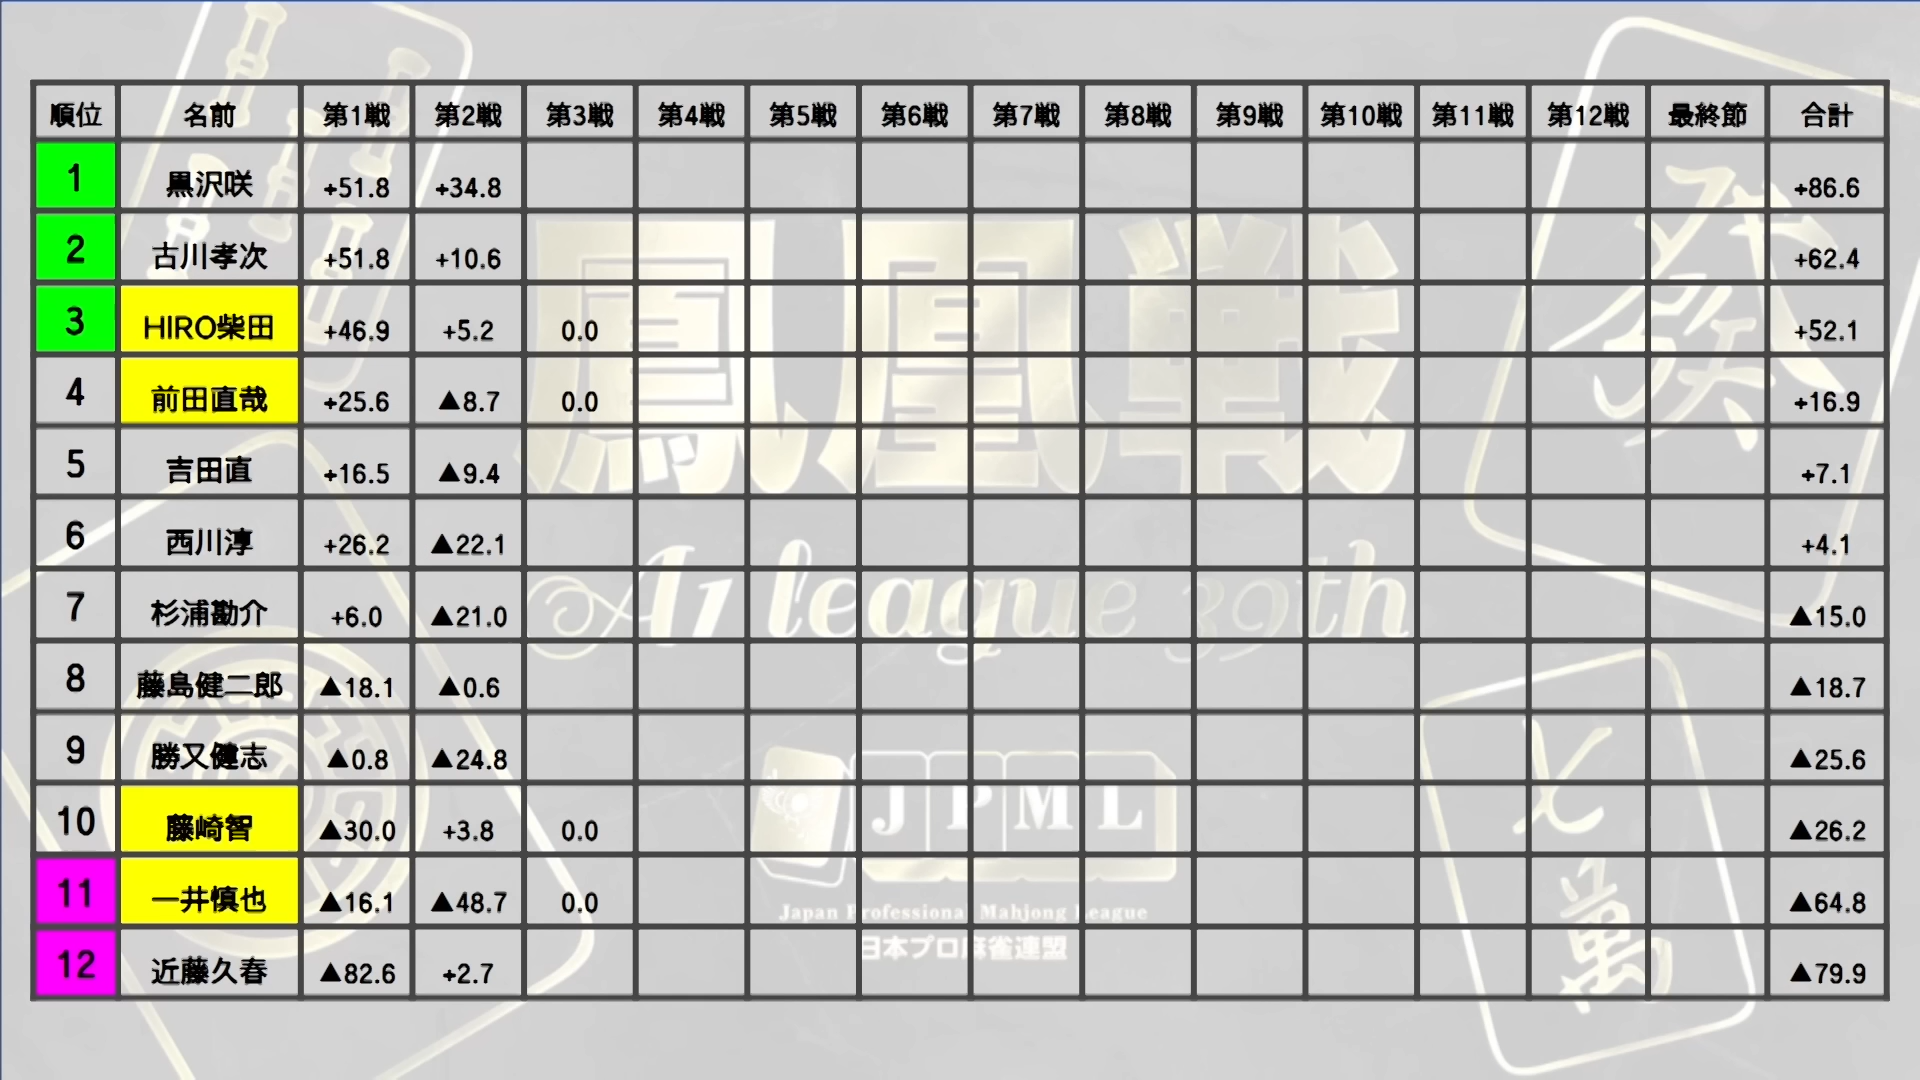 順位 名前 第1戦 第2戦 第3戦 第4戦 第5戦 第6戦 第7戦 第8戦 第9戦 第10戦 第11戦 第12戦 最終節 合計
1 黒沢咲 +51.8 +34.8 +86.6
2 古川孝次 +51.8 +10.6 +62.4
3 HIRO柴田 +46.9 +5.2 0.0 +52.1
4 前田直哉 +25.6 ▲8.7 0.0 +16.9
5 吉田直 +16.5 ▲9.4 +7.1
6 西川淳 +26.2 ▲22.1 +4.1
7 杉浦勘介 +6.0 ▲21.0 ▲15.0
8 藤島健二郎 ▲18.1 ▲0.6 ▲18.7
9 勝又健志 ▲0.8 ▲24.8 ▲25.6
10 藤崎智 ▲30.0 +3.8 0.0 ▲26.2
11 一井慎也 ▲16.1 ▲48.7 0.0 ▲64.8
12 近藤久春 ▲82.6 +2.7 ▲79.9
鳳凰戦
A1 league 39th
JPML
Japan Professional Mahjong League
日本プロ麻雀連盟
發
七萬